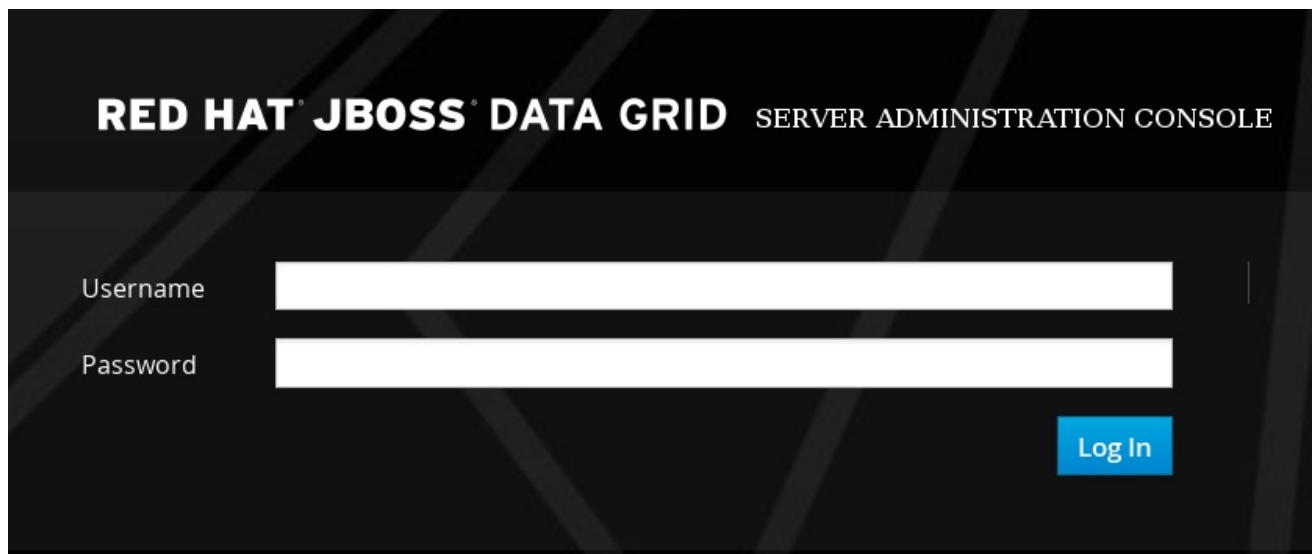 RED HAT® JBOSS® DATA GRID SERVER ADMINISTRATION CONSOLE
Username
Password
Log In